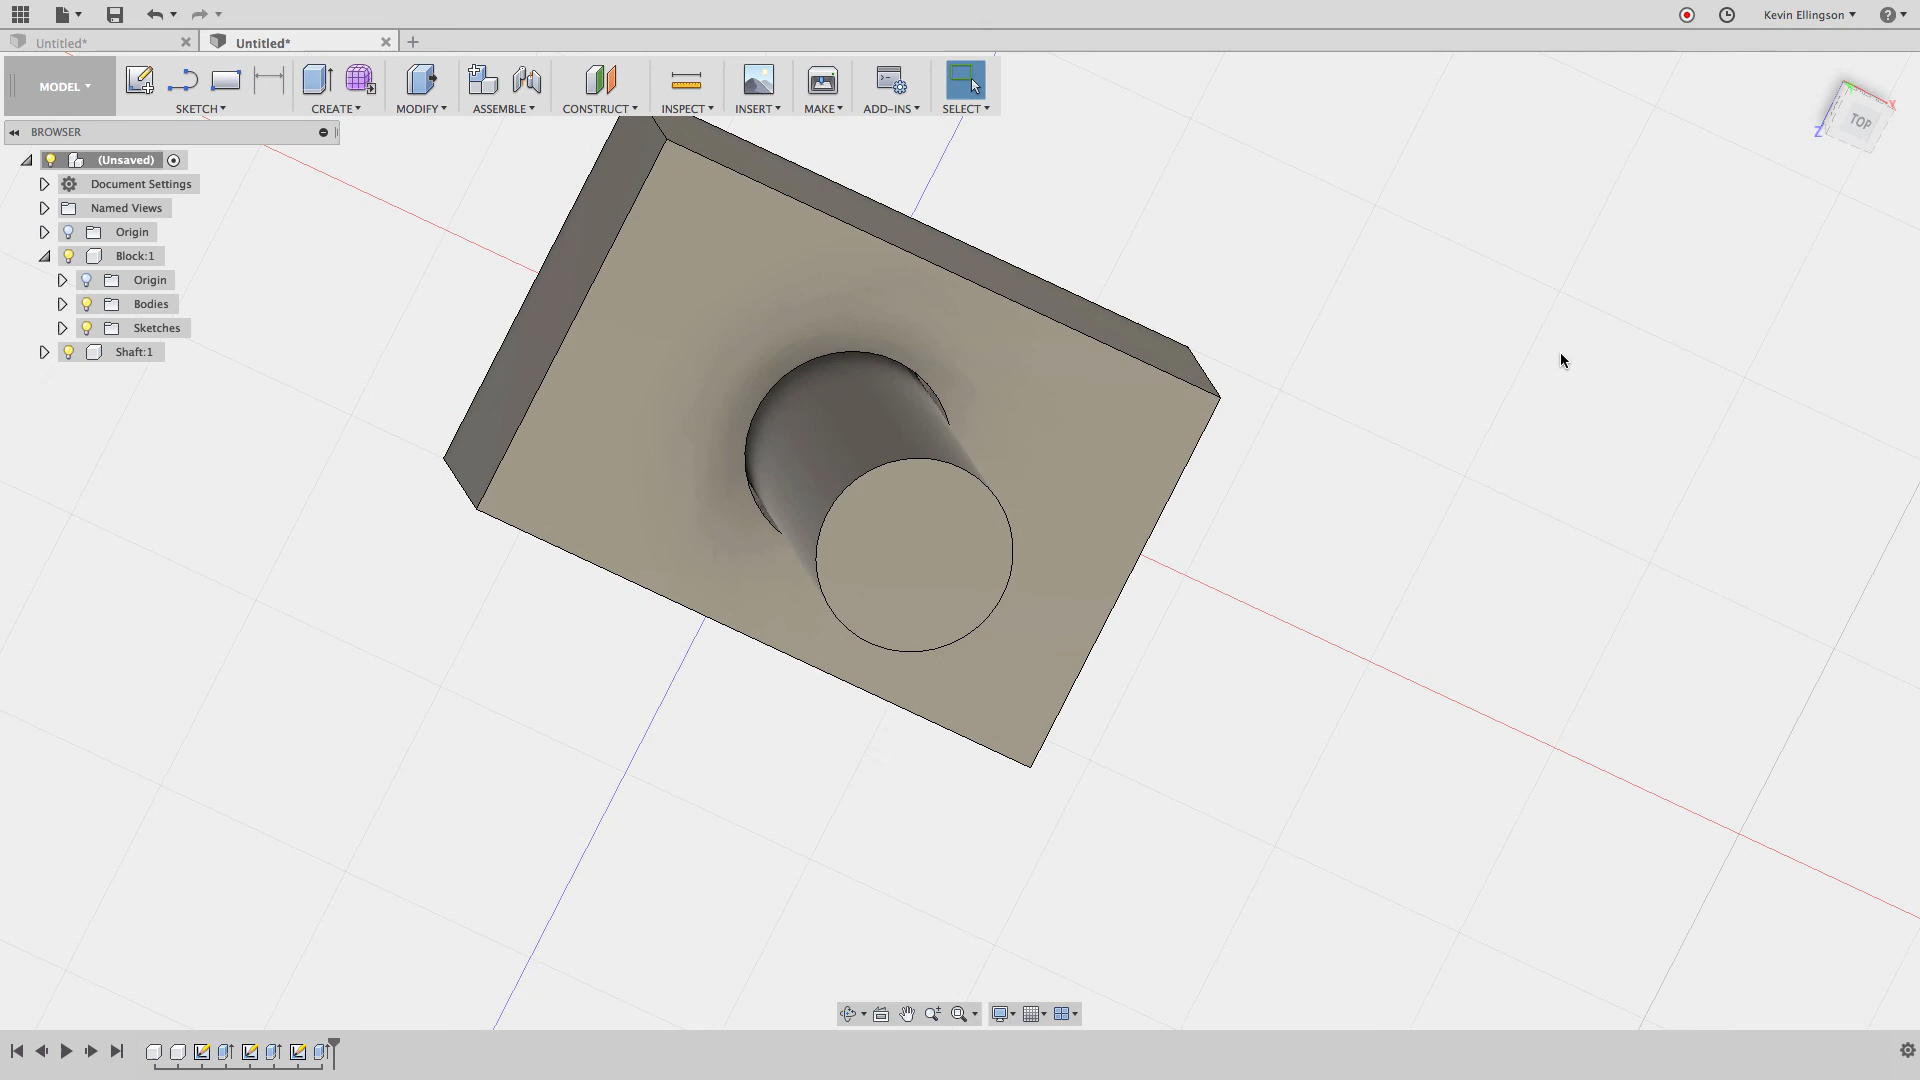 Kevin Ellingson
Untitled*
Untitled*
MODEL
SKETCH
CREATE
MODIFY
ASSEMBLE
CONSTRUCT
INSPECT
INSERT
MAKE
ADD-INS
SELECT
BROWSER
(Unsaved)
Document Settings
Named Views
Origin
Block:1
Origin
Bodies
Sketches
Shaft:1
TOP
X
Z